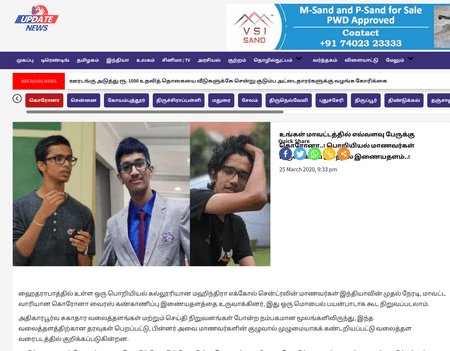 UPDATE
NEWS
VSI
SAND
M-Sand and P-Sand for Sale
PWD Approved
Contact
+91 74023 23333
முகப்பு டிரெண்டிங் தமிழகம் இந்தியா உலகம் சினிமா / TV அரசியல் குற்றம் தொழில்நுட்பம் வர்த்தகம் விளையாட்டு மேலும்
BREAKING NEWS ஊரடங்கு அடுத்து ரூ. 1000 உதவித் தொகையை வீடுகளுக்கே சென்று குடும்ப அட்டைதாரர்களுக்கு வழங்க கோரிக்கை
கொரோனா சென்னை கோயம்புத்தூர் திருச்சிராப்பள்ளி மதுரை சேலம் திருநெல்வேலி புதுச்சேரி திருப்பூர் திண்டுக்கல் தஞ்சா
உங்கள் மாவட்டத்தில் எவ்வளவு பேருக்கு
Quick Share
கொரோனா..! பொறியியல் மாணவர்கள்
இணையதளம்..!
25 March 2020, 9:33 pm
ஹைதராபாத்தில் உள்ள ஒரு பொறியியல் கல்லூரியான மஹிந்திரா எக்கோல் சென்ட்ரலின் மாணவர்கள் இந்தியாவின் முதல் நேரடி, மாவட்ட
வாரியான கொரோனா வைரஸ் கண்காணிப்பு இணையதளத்தை உருவாக்கினர், இது ஒரு மொபைல் பயன்பாடாக கூட நிறுவப்படலாம்.
அதிகாரபூர்வ சுகாதார வலைத்தளங்கள் மற்றும் செய்தி நிறுவனங்கள் போன்ற நம்பகமான மூலங்களிலிருந்து, இந்த
வலைத்தளத்திற்கான தரவுகள் பெறப்பட்டு, பின்னர் அவை மாணவர்களின் குழுவால் முழுமையாகக் கண்டறியப்பட்டு வலைத்தள
வரைபடத்தில் குறிக்கப்படுகின்றன.